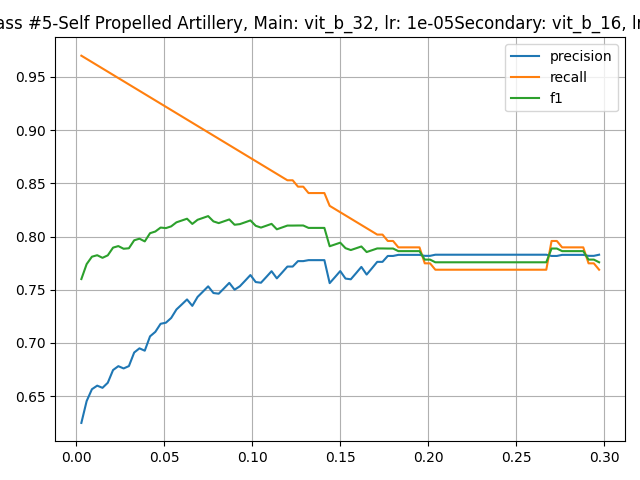 ass #5-Self Propelled Artillery, Main: vit_b_32, lr: 1e-05Secondary: vit_b_16, lr
precision
recall
f1
0.95
0.90
0.85
0.80
0.75
0.70
0.65
0.00 0.05 0.10 0.15 0.20 0.25 0.30